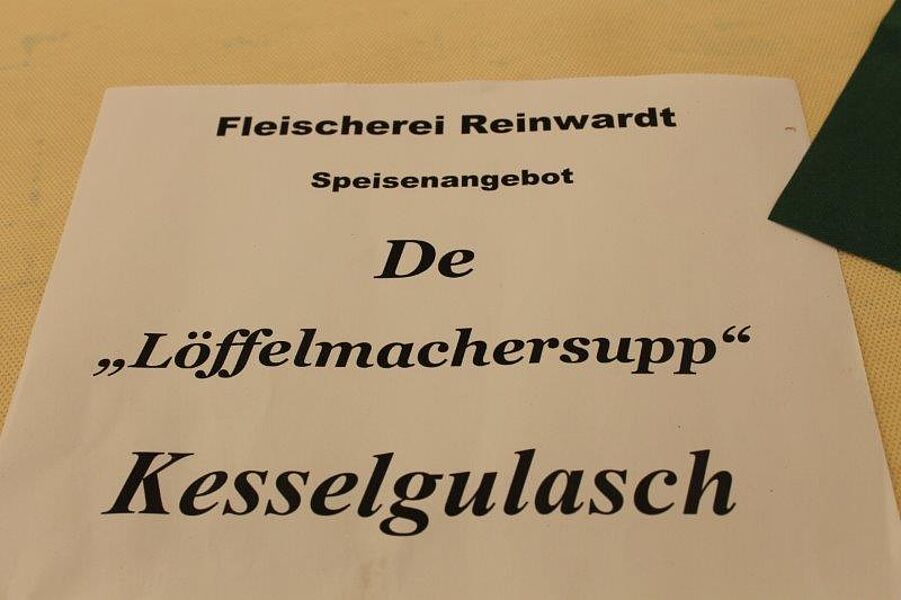 Fleischerei Reinwardt
Speisenangebot
De
„Löffelmachersupp“
Kesselgulasch